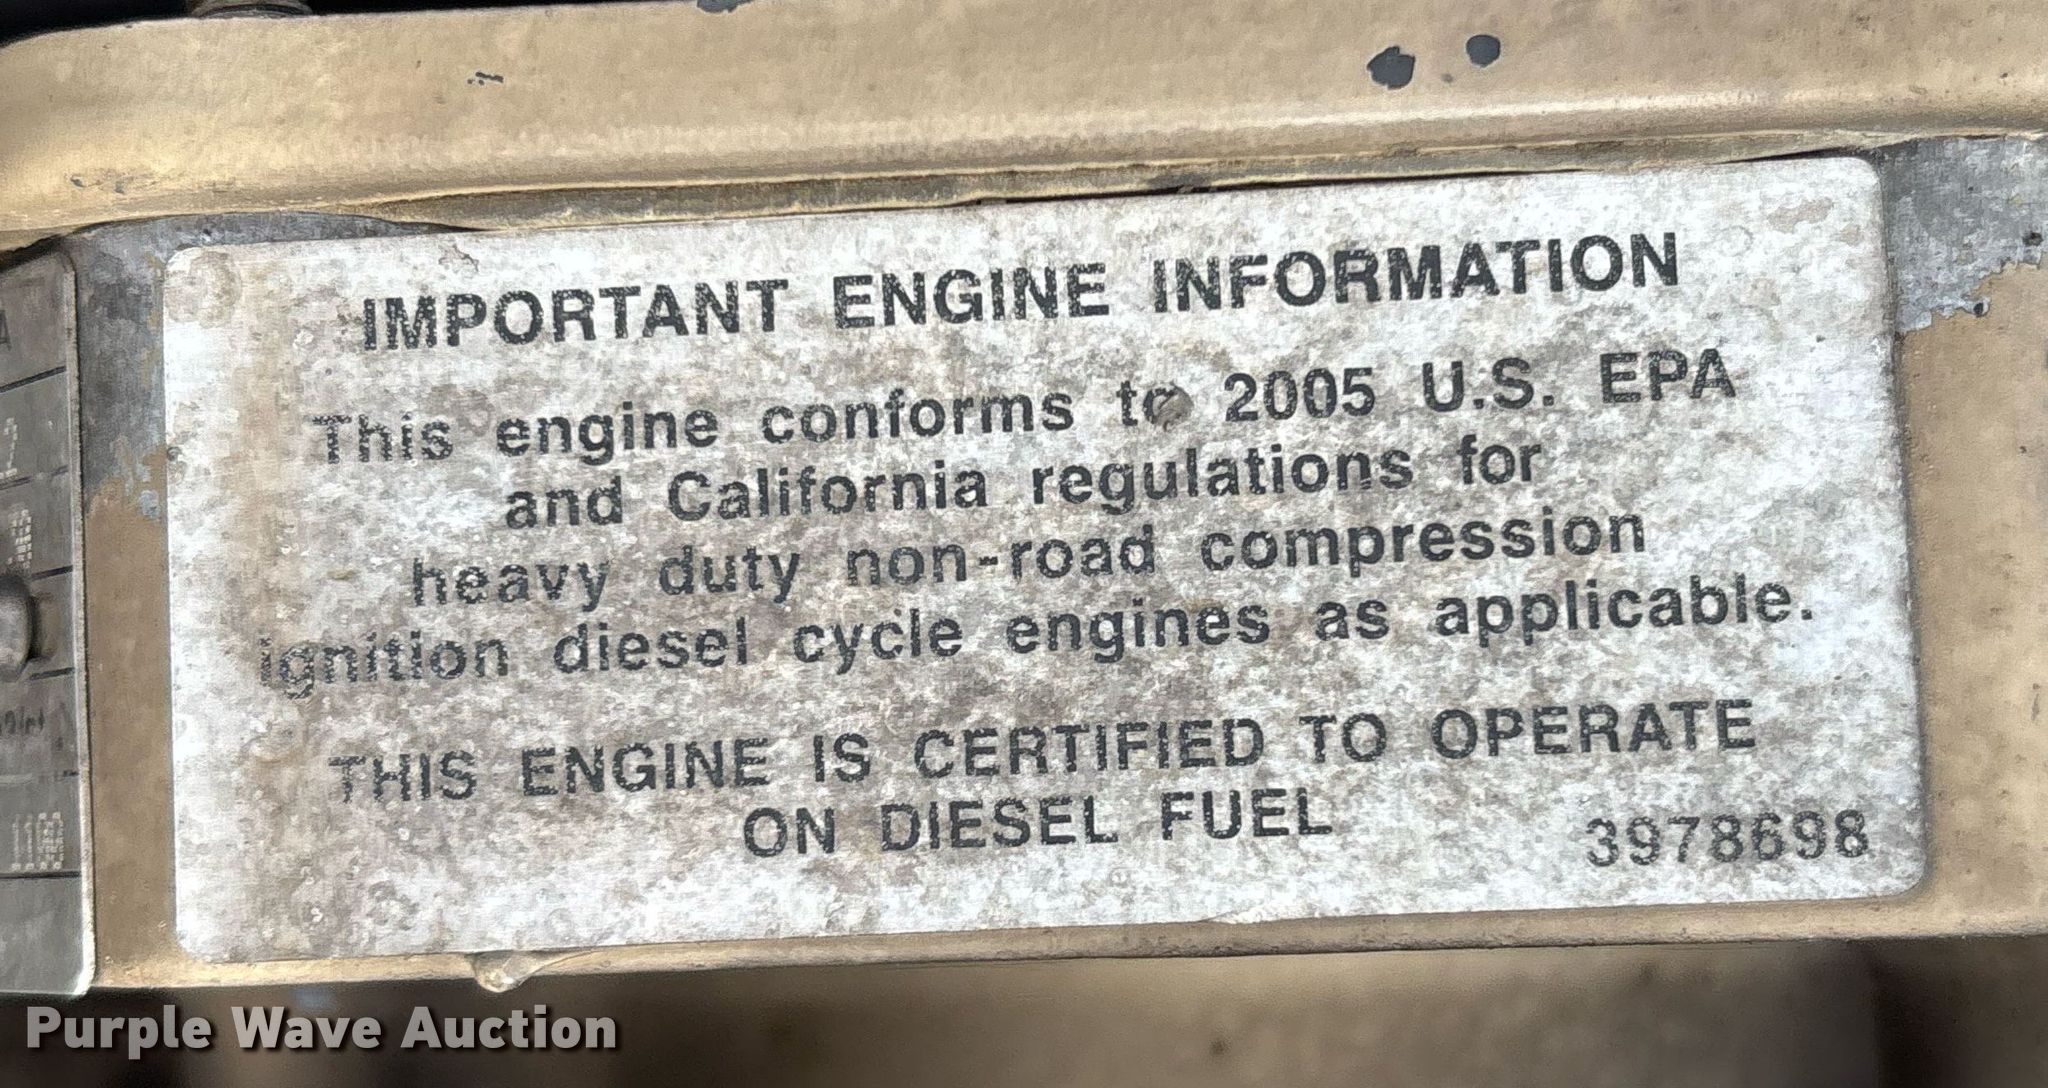 IMPORTANT ENGINE INFORMATION
This engine conforms to 2005 U.S. EPA
and California regulations for
heavy duty non-road compression
ignition diesel cycle engines as applicable.
THIS ENGINE IS CERTIFIED TO OPERATE
ON DIESEL FUEL
3978698
Purple Wave Auction